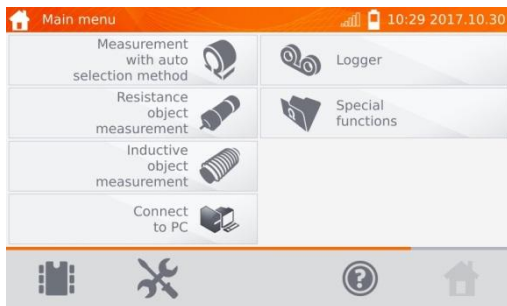 Main menu
10:29 2017.10.30
Measurement
with auto
selection method
Logger
Resistance
object
measurement
Special
functions
Inductive
object
measurement
Connect
to PC